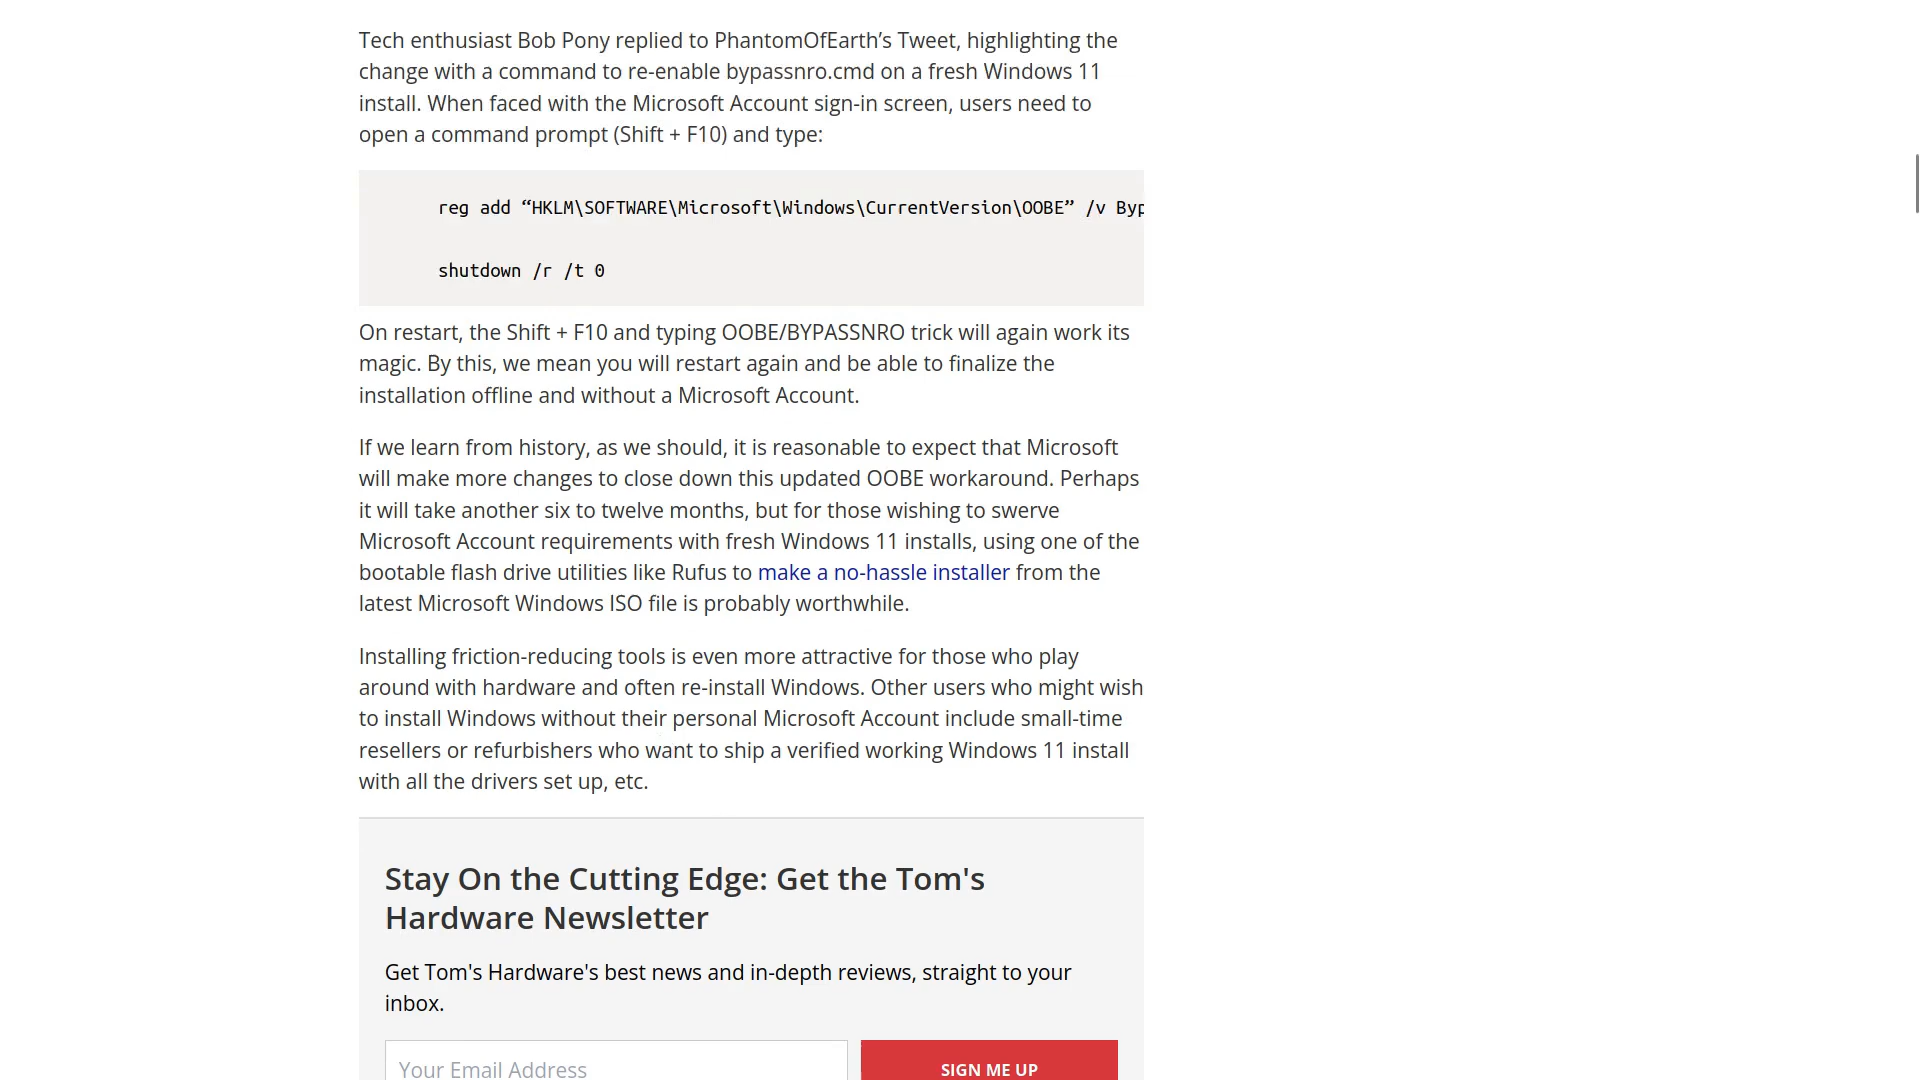 Tech enthusiast Bob Pony replied to PhantomOfEarth’s Tweet, highlighting the
change with a command to re-enable bypassnro.cmd on a fresh Windows 11
install. When faced with the Microsoft Account sign-in screen, users need to
open a command prompt (Shift + F10) and type:
reg add “HKLM\SOFTWARE\Microsoft\Windows\CurrentVersion\OOBE” /v Byp
shutdown /r /t 0
On restart, the Shift + F10 and typing OOBE/BYPASSNRO trick will again work its
magic. By this, we mean you will restart again and be able to finalize the
installation offline and without a Microsoft Account.
If we learn from history, as we should, it is reasonable to expect that Microsoft
will make more changes to close down this updated OOBE workaround. Perhaps
it will take another six to twelve months, but for those wishing to swerve
Microsoft Account requirements with fresh Windows 11 installs, using one of the
bootable flash drive utilities like Rufus to make a no-hassle installer from the
latest Microsoft Windows ISO file is probably worthwhile.
Installing friction-reducing tools is even more attractive for those who play
around with hardware and often re-install Windows. Other users who might wish
to install Windows without their personal Microsoft Account include small-time
resellers or refurbishers who want to ship a verified working Windows 11 install
with all the drivers set up, etc.
Stay On the Cutting Edge: Get the Tom's
Hardware Newsletter
Get Tom's Hardware's best news and in-depth reviews, straight to your
inbox.
Your Email Address
SIGN ME UP